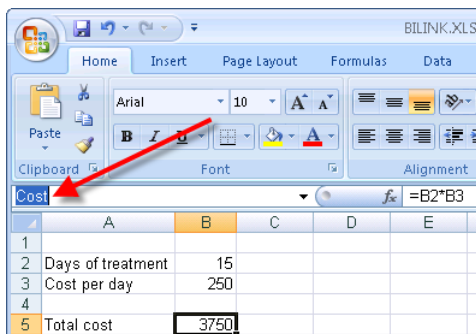 BILINK.XLS
Home Insert Page Layout Formulas Data
Arial 10 A A
Paste B I U A
Clipboard Font Alignment
Cost fx =B2*B3
A B C D E
1
2 Days of treatment 15
3 Cost per day 250
4
5 Total cost 3750